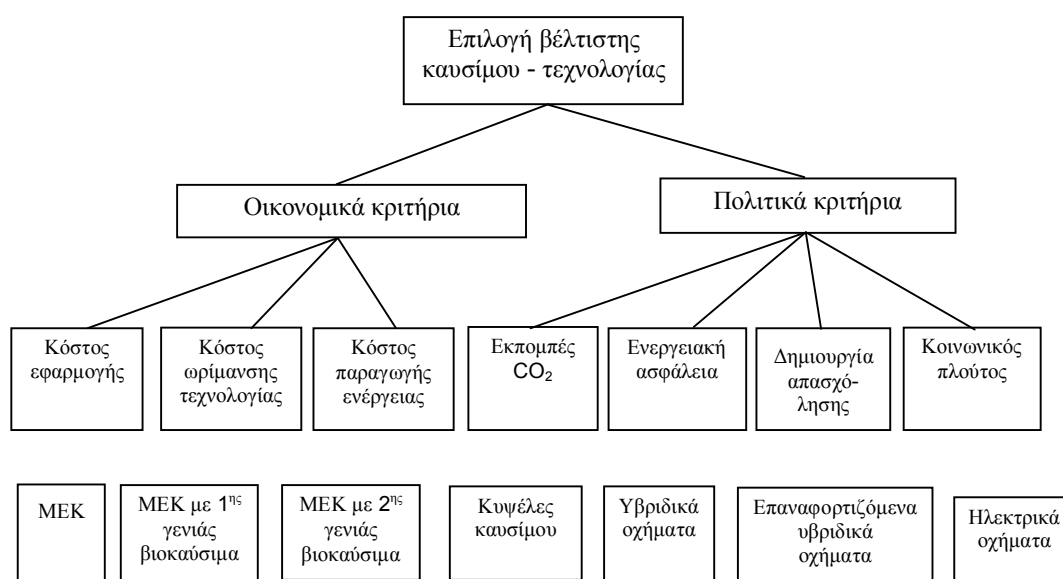 Επιλογή βέλτιστης
καυσίμου - τεχνολογίας
Οικονομικά κριτήρια
Πολιτικά κριτήρια
Κόστος
εφαρμογής
Κόστος
ωρίμανσης
τεχνολογίας
Κόστος
παραγωγής
ενέργειας
Εκπομπές
CO₂
Ενεργειακή
ασφάλεια
Δημιουργία
απασχό-
λησης
Κοινωνικός
πλούτος
ΜΕΚ
ΜΕΚ με 1ης
γενιάς
βιοκαύσιμα
ΜΕΚ με 2ης
γενιάς
βιοκαύσιμα
Κυψέλες
καυσίμου
Υβριδικά
οχήματα
Επαναφορτιζόμενα
υβριδικά
οχήματα
Ηλεκτρικά
οχήματα